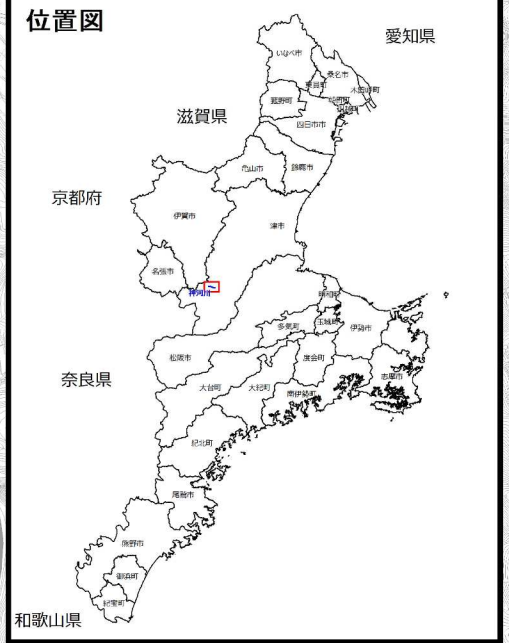 位置図
愛知県
いなべ市
桑名市
東員町
木曽岬町
菰野町
四日市市
滋賀県
亀山市
鈴鹿市
京都府
伊賀市
津市
名張市
神河川
明和町
玉城町
多気町
伊勢市
松阪市
度会町
奈良県
大台町
大紀町
志摩市
南伊勢町
紀北町
尾鷲市
熊野市
御浜町
紀宝町
和歌山県